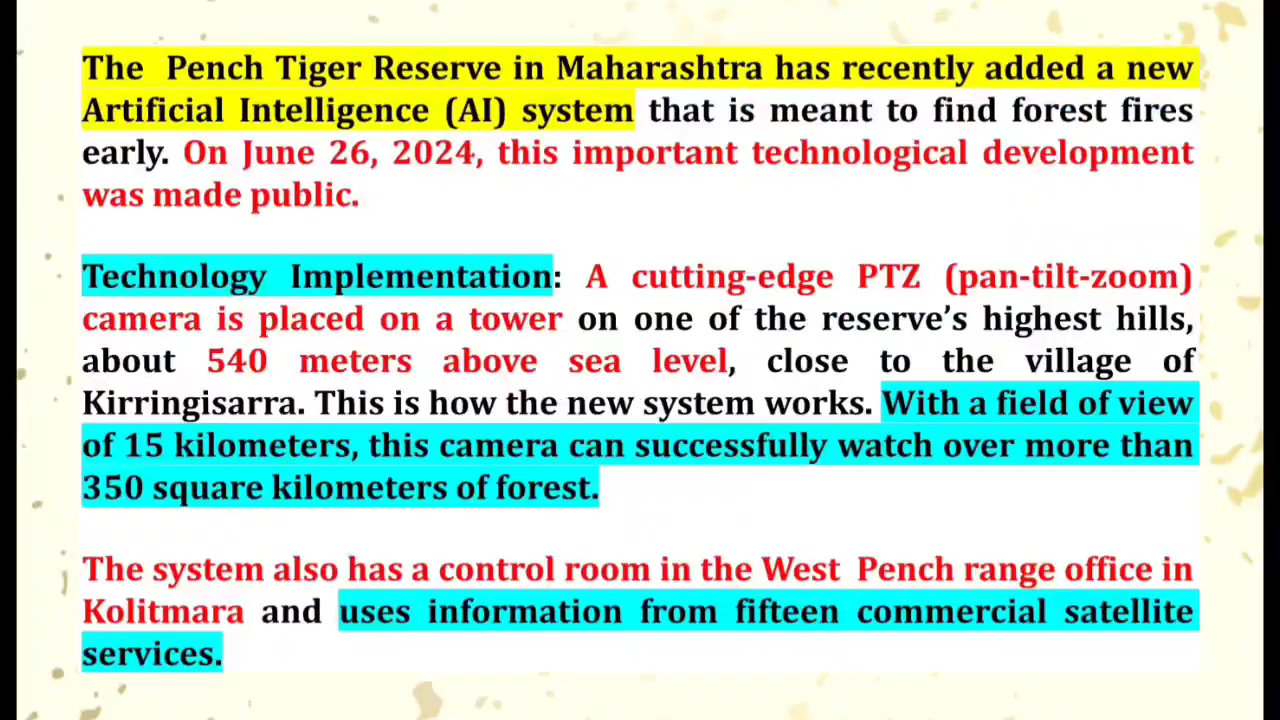 The Pench Tiger Reserve in Maharashtra has recently added a new
Artificial Intelligence (AI) system that is meant to find forest fires
early. On June 26, 2024, this important technological development
was made public.
Technology Implementation: A cutting-edge PTZ (pan-tilt-zoom)
camera is placed on a tower on one of the reserve's highest hills,
about 540 meters above sea level, close to the village of
Kirringisarra. This is how the new system works. With a field of view
of 15 kilometers, this camera can successfully watch over more than
350 square kilometers of forest.
The system also has a control room in the West Pench range office in
Kolitmara and uses information from fifteen commercial satellite
services.